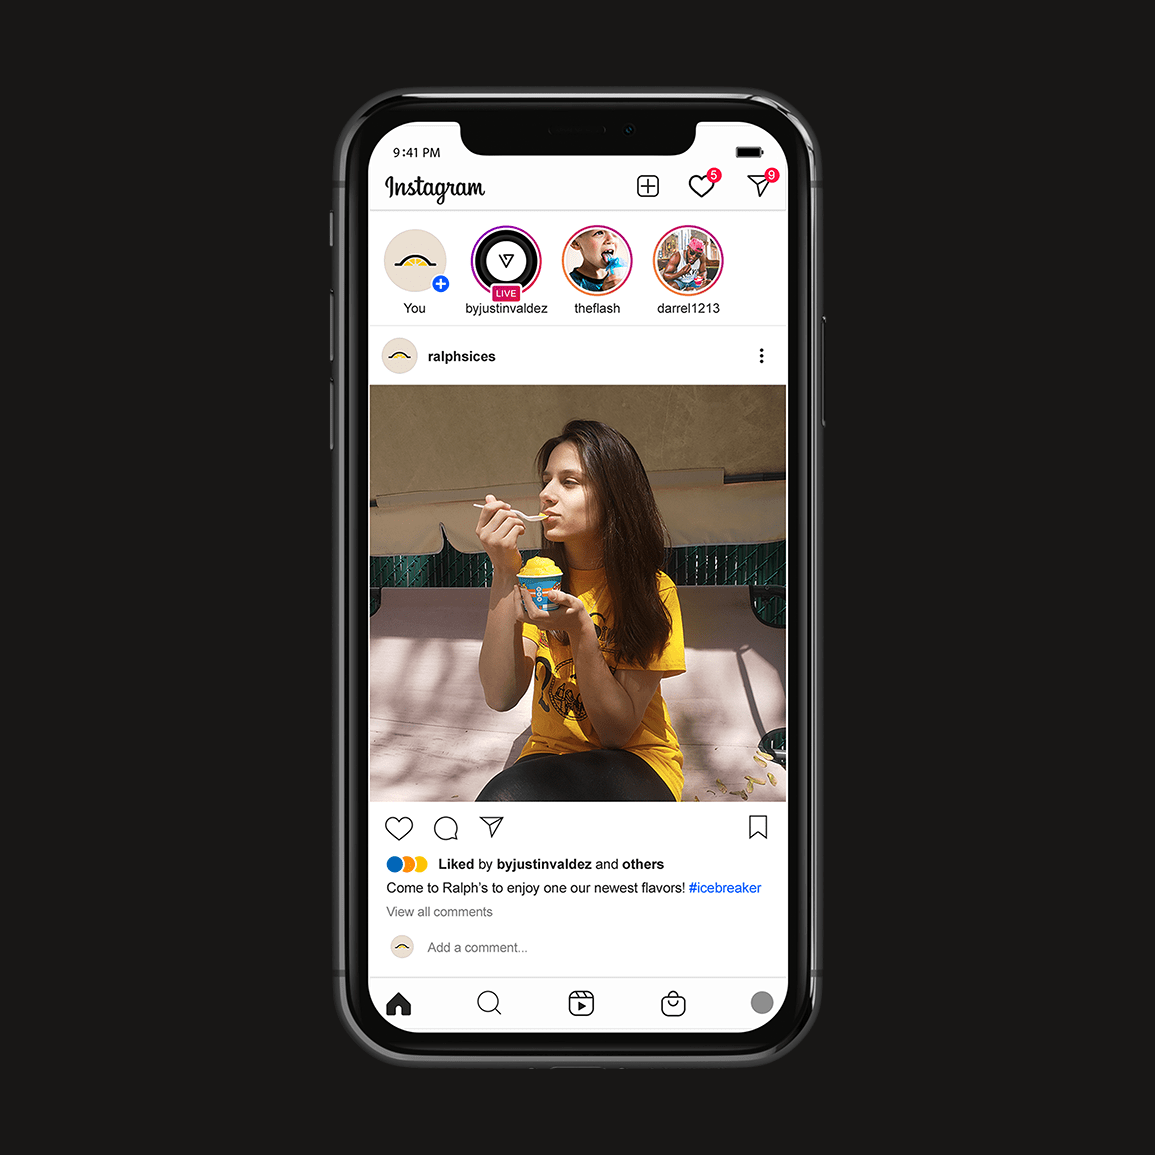 9:41 PM
Instagram
5
9
LIVE
You
byjustinvaldez
theflash
darrel1213
ralphsices
Liked by byjustinvaldez and others
Come to Ralph's to enjoy one our newest flavors! #icebreaker
View all comments
Add a comment...